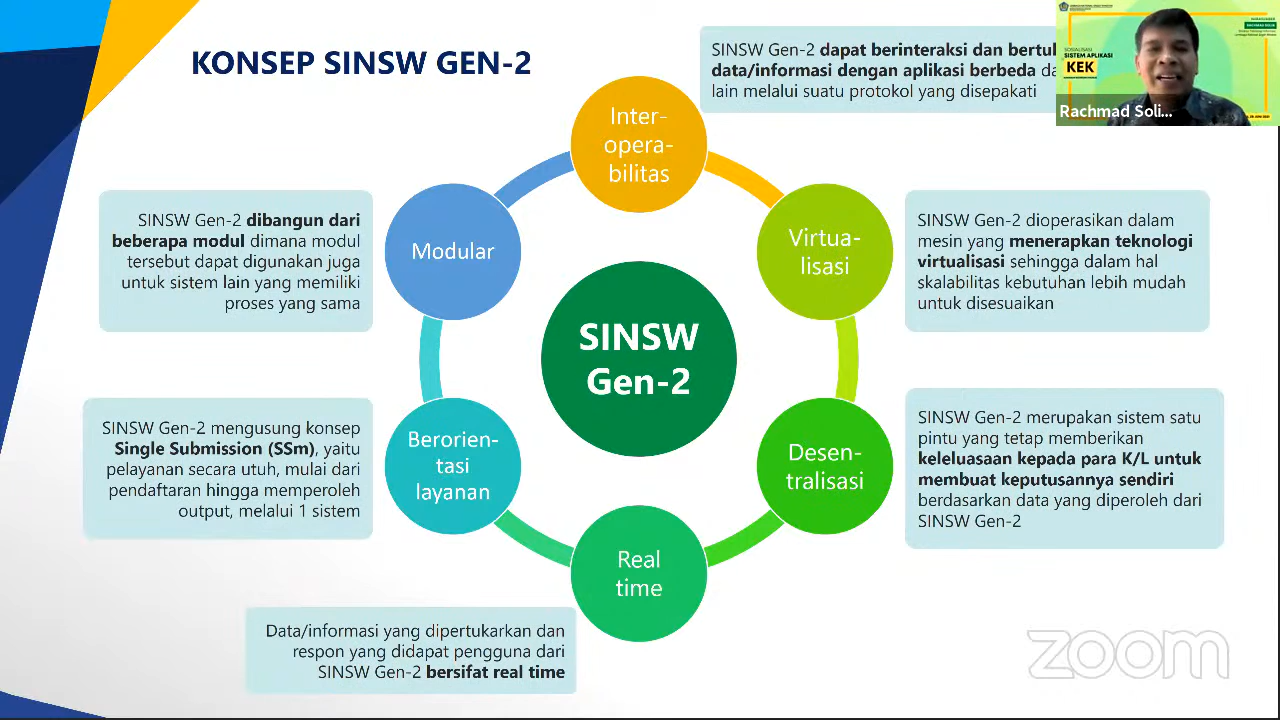 KONSEP SINSW GEN-2
SINSW Gen-2 dapat berinteraksi dan
data/informasi dengan aplikasi berbeda
lain melalui suatu protokol yang disepakati
SOSIALISASI
SISTEM APLIKASI
KEK
Rachmad Soli...
Inter-
opera-
bilitas
Modular
SINSW Gen-2 dibangun dari
beberapa modul dimana modul
tersebut dapat digunakan juga
untuk sistem lain yang memiliki
proses yang sama
Virtua-
lisasi
SINSW Gen-2 dioperasikan dalam
mesin yang menerapkan teknologi
virtualisasi sehingga dalam hal
skalabilitas kebutuhan lebih mudah
untuk disesuaikan
SINSW
Gen-2
Berorien-
tasi
layanan
SINSW Gen-2 mengusung konsep
Single Submission (SSm), yaitu
pelayanan secara utuh, mulai dari
pendaftaran hingga memperoleh
output, melalui 1 sistem
Desen-
tralisasi
SINSW Gen-2 merupakan sistem satu
pintu yang tetap memberikan
keleluasaan kepada para K/L untuk
membuat keputusannya sendiri
berdasarkan data yang diperoleh dari
SINSW Gen-2
Real
time
Data/informasi yang dipertukarkan dan
respon yang didapat pengguna dari
SINSW Gen-2 bersifat real time
zoom